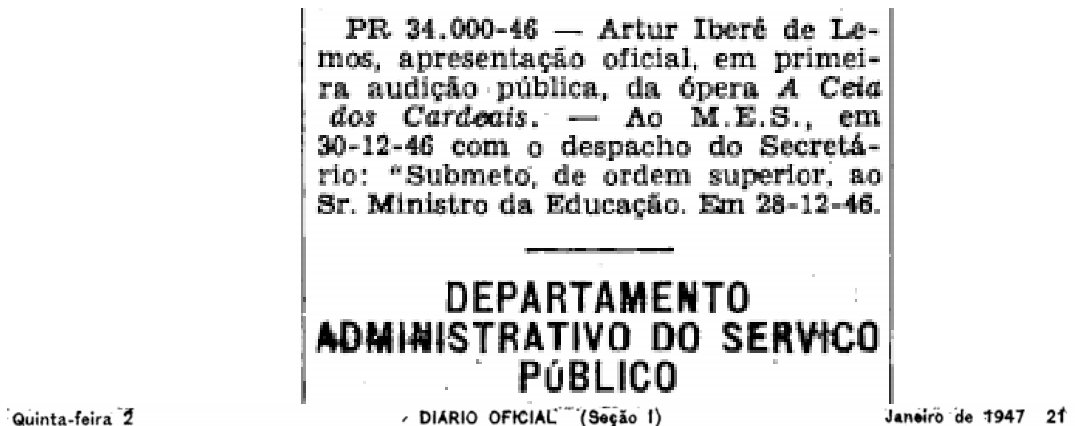 PR 34.000-46 — Artur Iberê de Le-
mos, apresentação oficial, em primei-
ra audição pública, da ópera A Ceia
dos Cardeais. — Ao M.E.S., em
30-12-46 com o despacho do Secretá-
rio: "Submeto, de ordem superior, ao
Sr. Ministro da Educação. Em 28-12-46.
DEPARTAMENTO
ADMINISTRATIVO DO SERVICO
PÚBLICO
Quinta-feira 2 DIARIO OFICIAL (Seção I) Janeiro de 1947 21